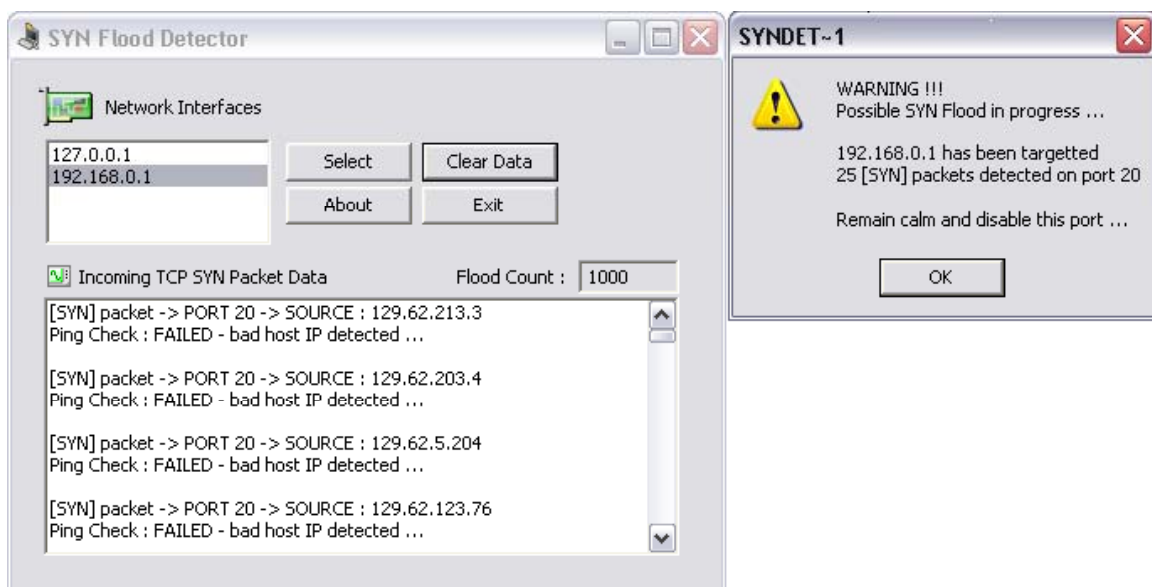 SYN Flood Detector
Network Interfaces
127.0.0.1
192.168.0.1
Select
Clear Data
About
Exit
Incoming TCP SYN Packet Data
Flood Count :
1000
[SYN] packet -> PORT 20 -> SOURCE : 129.62.213.3
Ping Check : FAILED - bad host IP detected ...
[SYN] packet -> PORT 20 -> SOURCE : 129.62.203.4
Ping Check : FAILED - bad host IP detected ...
[SYN] packet -> PORT 20 -> SOURCE : 129.62.5.204
Ping Check : FAILED - bad host IP detected ...
[SYN] packet -> PORT 20 -> SOURCE : 129.62.123.76
Ping Check : FAILED - bad host IP detected ...
SYNDET~1
WARNING !!!
Possible SYN Flood in progress ...
192.168.0.1 has been targetted
25 [SYN] packets detected on port 20
Remain calm and disable this port ...
OK